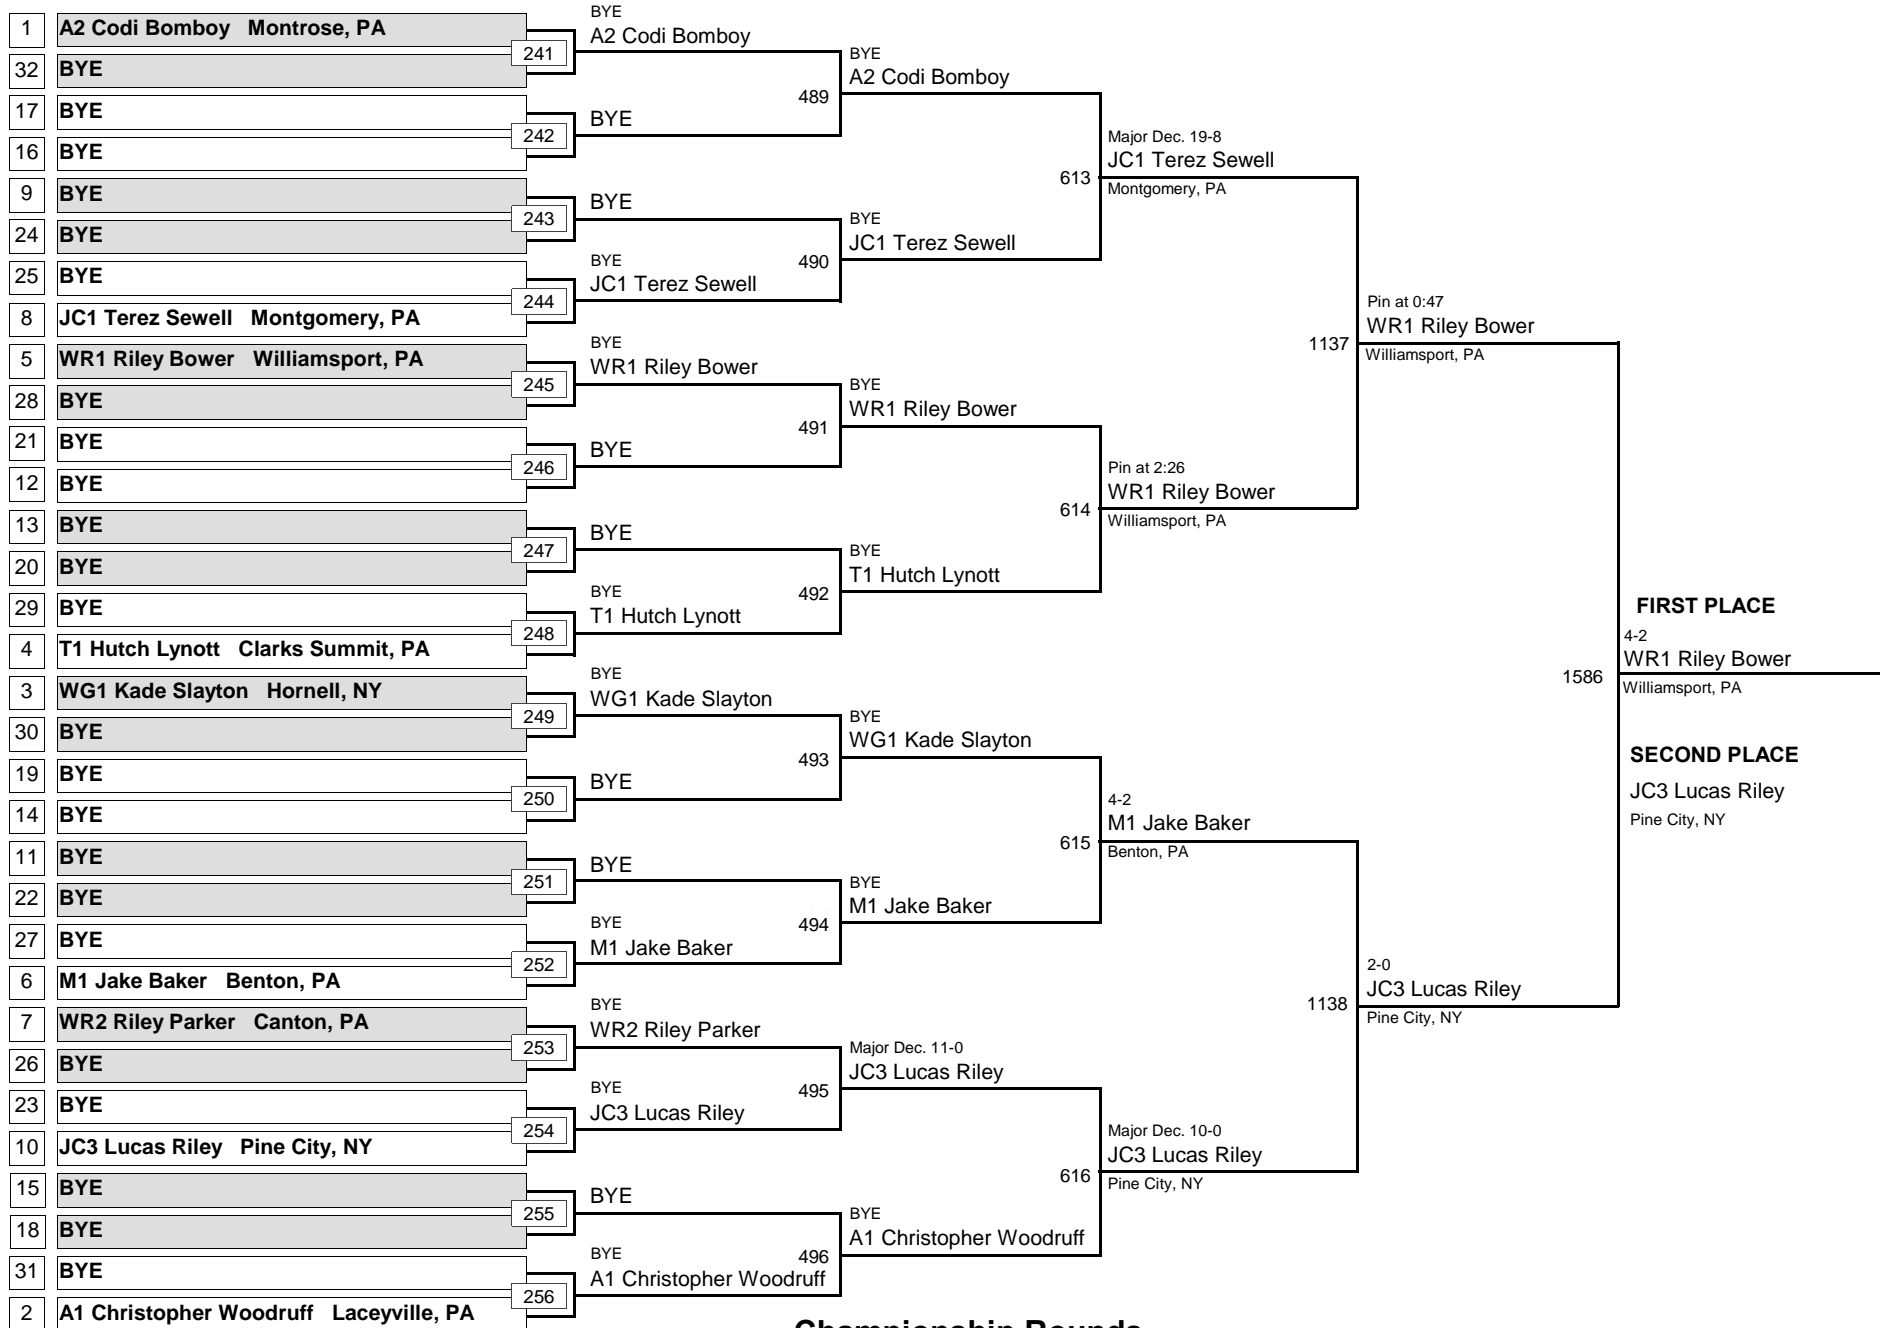 1 A2 Codi Bomboy Montrose, PA
32 BYE
17 BYE
16 BYE
9 BYE
24 BYE
25 BYE
8 JC1 Terez Sewell Montgomery, PA
5 WR1 Riley Bower Williamsport, PA
28 BYE
21 BYE
12 BYE
13 BYE
20 BYE
29 BYE
4 T1 Hutch Lynott Clarks Summit, PA
3 WG1 Kade Slayton Hornell, NY
30 BYE
19 BYE
14 BYE
11 BYE
22 BYE
27 BYE
6 M1 Jake Baker Benton, PA
7 WR2 Riley Parker Canton, PA
26 BYE
23 BYE
10 JC3 Lucas Riley Pine City, NY
15 BYE
18 BYE
31 BYE
2 A1 Christopher Woodruff Laceyville, PA
241
242
243
244
245
246
247
248
249
250
251
252
253
254
255
256
BYE
A2 Codi Bomboy
BYE
BYE
BYE
JC1 Terez Sewell
BYE
WR1 Riley Bower
BYE
BYE
BYE
T1 Hutch Lynott
BYE
WG1 Kade Slayton
BYE
BYE
BYE
M1 Jake Baker
BYE
WR2 Riley Parker
BYE
JC3 Lucas Riley
BYE
BYE
A1 Christopher Woodruff
489
490
491
492
493
494
495
496
BYE
A2 Codi Bomboy
BYE
JC1 Terez Sewell
BYE
WR1 Riley Bower
BYE
T1 Hutch Lynott
BYE
WG1 Kade Slayton
BYE
M1 Jake Baker
Major Dec. 11-0
JC3 Lucas Riley
BYE
A1 Christopher Woodruff
613
614
615
616
Major Dec. 19-8
JC1 Terez Sewell
Montgomery, PA
Pin at 2:26
WR1 Riley Bower
Williamsport, PA
4-2
M1 Jake Baker
Benton, PA
Major Dec. 10-0
JC3 Lucas Riley
Pine City, NY
1137
1138
Pin at 0:47
WR1 Riley Bower
Williamsport, PA
2-0
JC3 Lucas Riley
Pine City, NY
1586
FIRST PLACE
4-2
WR1 Riley Bower
Williamsport, PA
SECOND PLACE
JC3 Lucas Riley
Pine City, NY
Championship Rounds